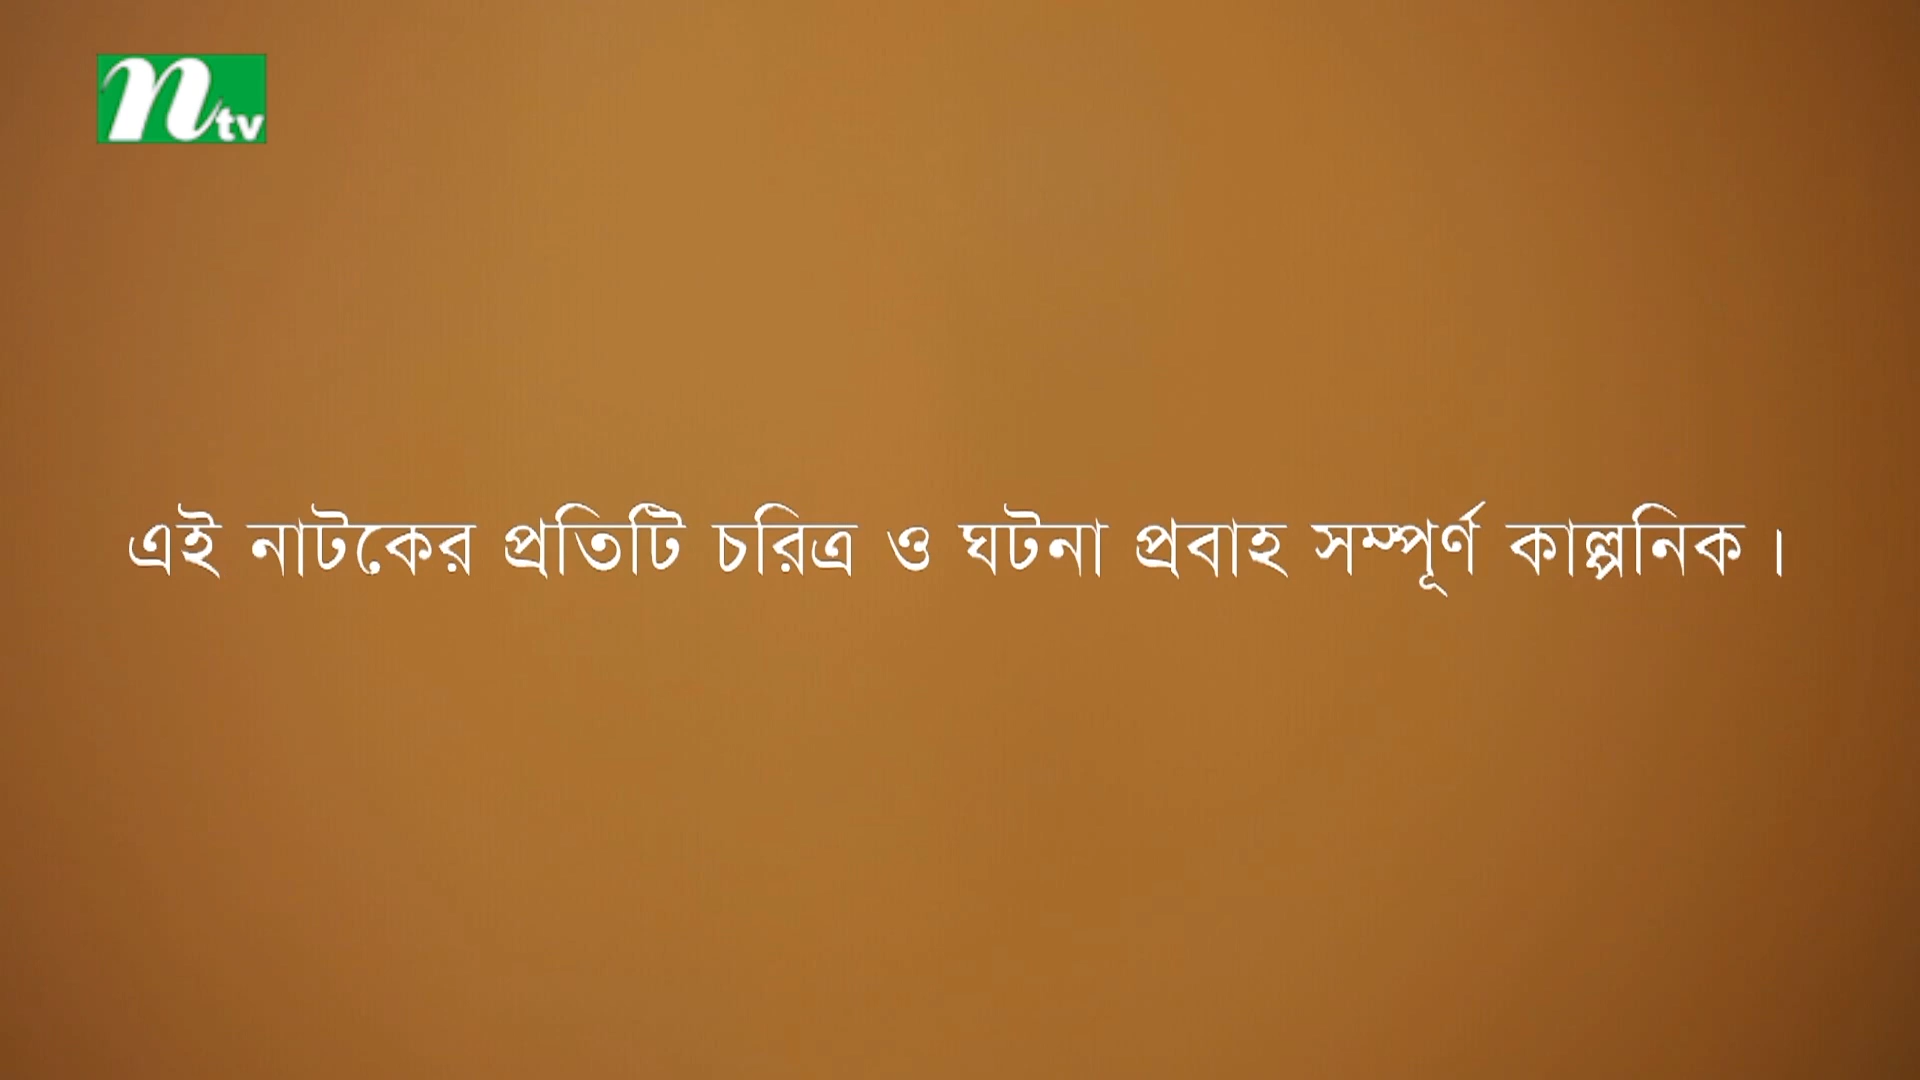 ntv
এই নাটকের প্রতিটি চরিত্র ও ঘটনা প্রবাহ সম্পূর্ণ কাল্পনিক।